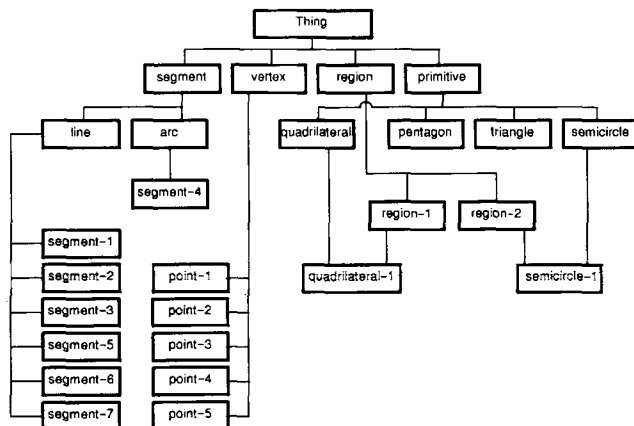 Thing
segment vertex region primitive
line arc quadrilateral pentagon triangle semicircle
segment-4
region-1 region-2
segment-1
segment-2 point-1 quadrilateral-1 semicircle-1
segment-3 point-2
segment-5 point-3
segment-6 point-4
segment-7 point-5